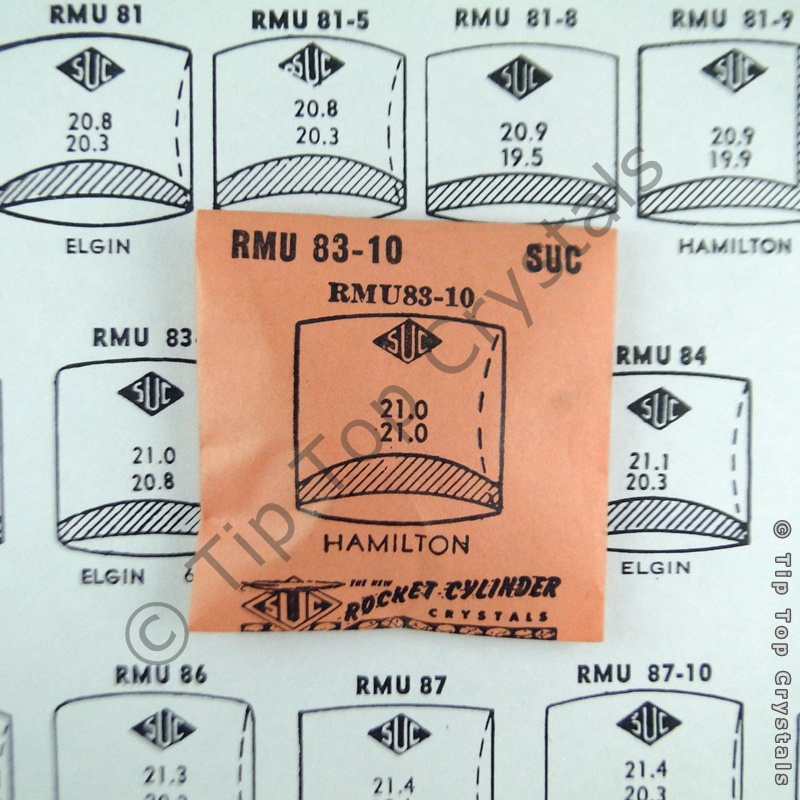 RMU 81
SUC
20.8
20.3
ELGIN
RMU 81-5
SUC
20.8
20.3
RMU 81-8
SUC
20.9
19.5
RMU 81-9
SUC
20.9
19.9
HAMILTON
RMU 83-10 SUC
RMU83-10
SUC
21.0
21.0
HAMILTON
SUC THE NEW ROCKET-CYLINDER
CRYSTALS
RMU 83
SUC
21.0
20.8
ELGIN 6
RMU 84
SUC
21.1
20.3
ELGIN
RMU 86
SUC
21.3
RMU 87
SUC
21.4
RMU 87-10
SUC
21.4
20.3
© Tip Top Crystals
© Tip Top Crystals